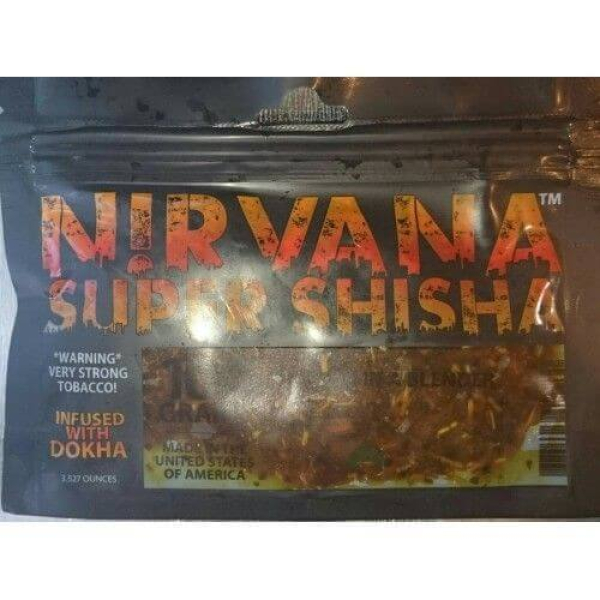 N!RVANA™
SUPER SHISHA
*WARNING*
VERY STRONG
TOBACCO!
INFUSED
WITH
DOKHA
3.527 OUNCES
BLENDER
MADE IN THE
UNITED STATES
OF AMERICA